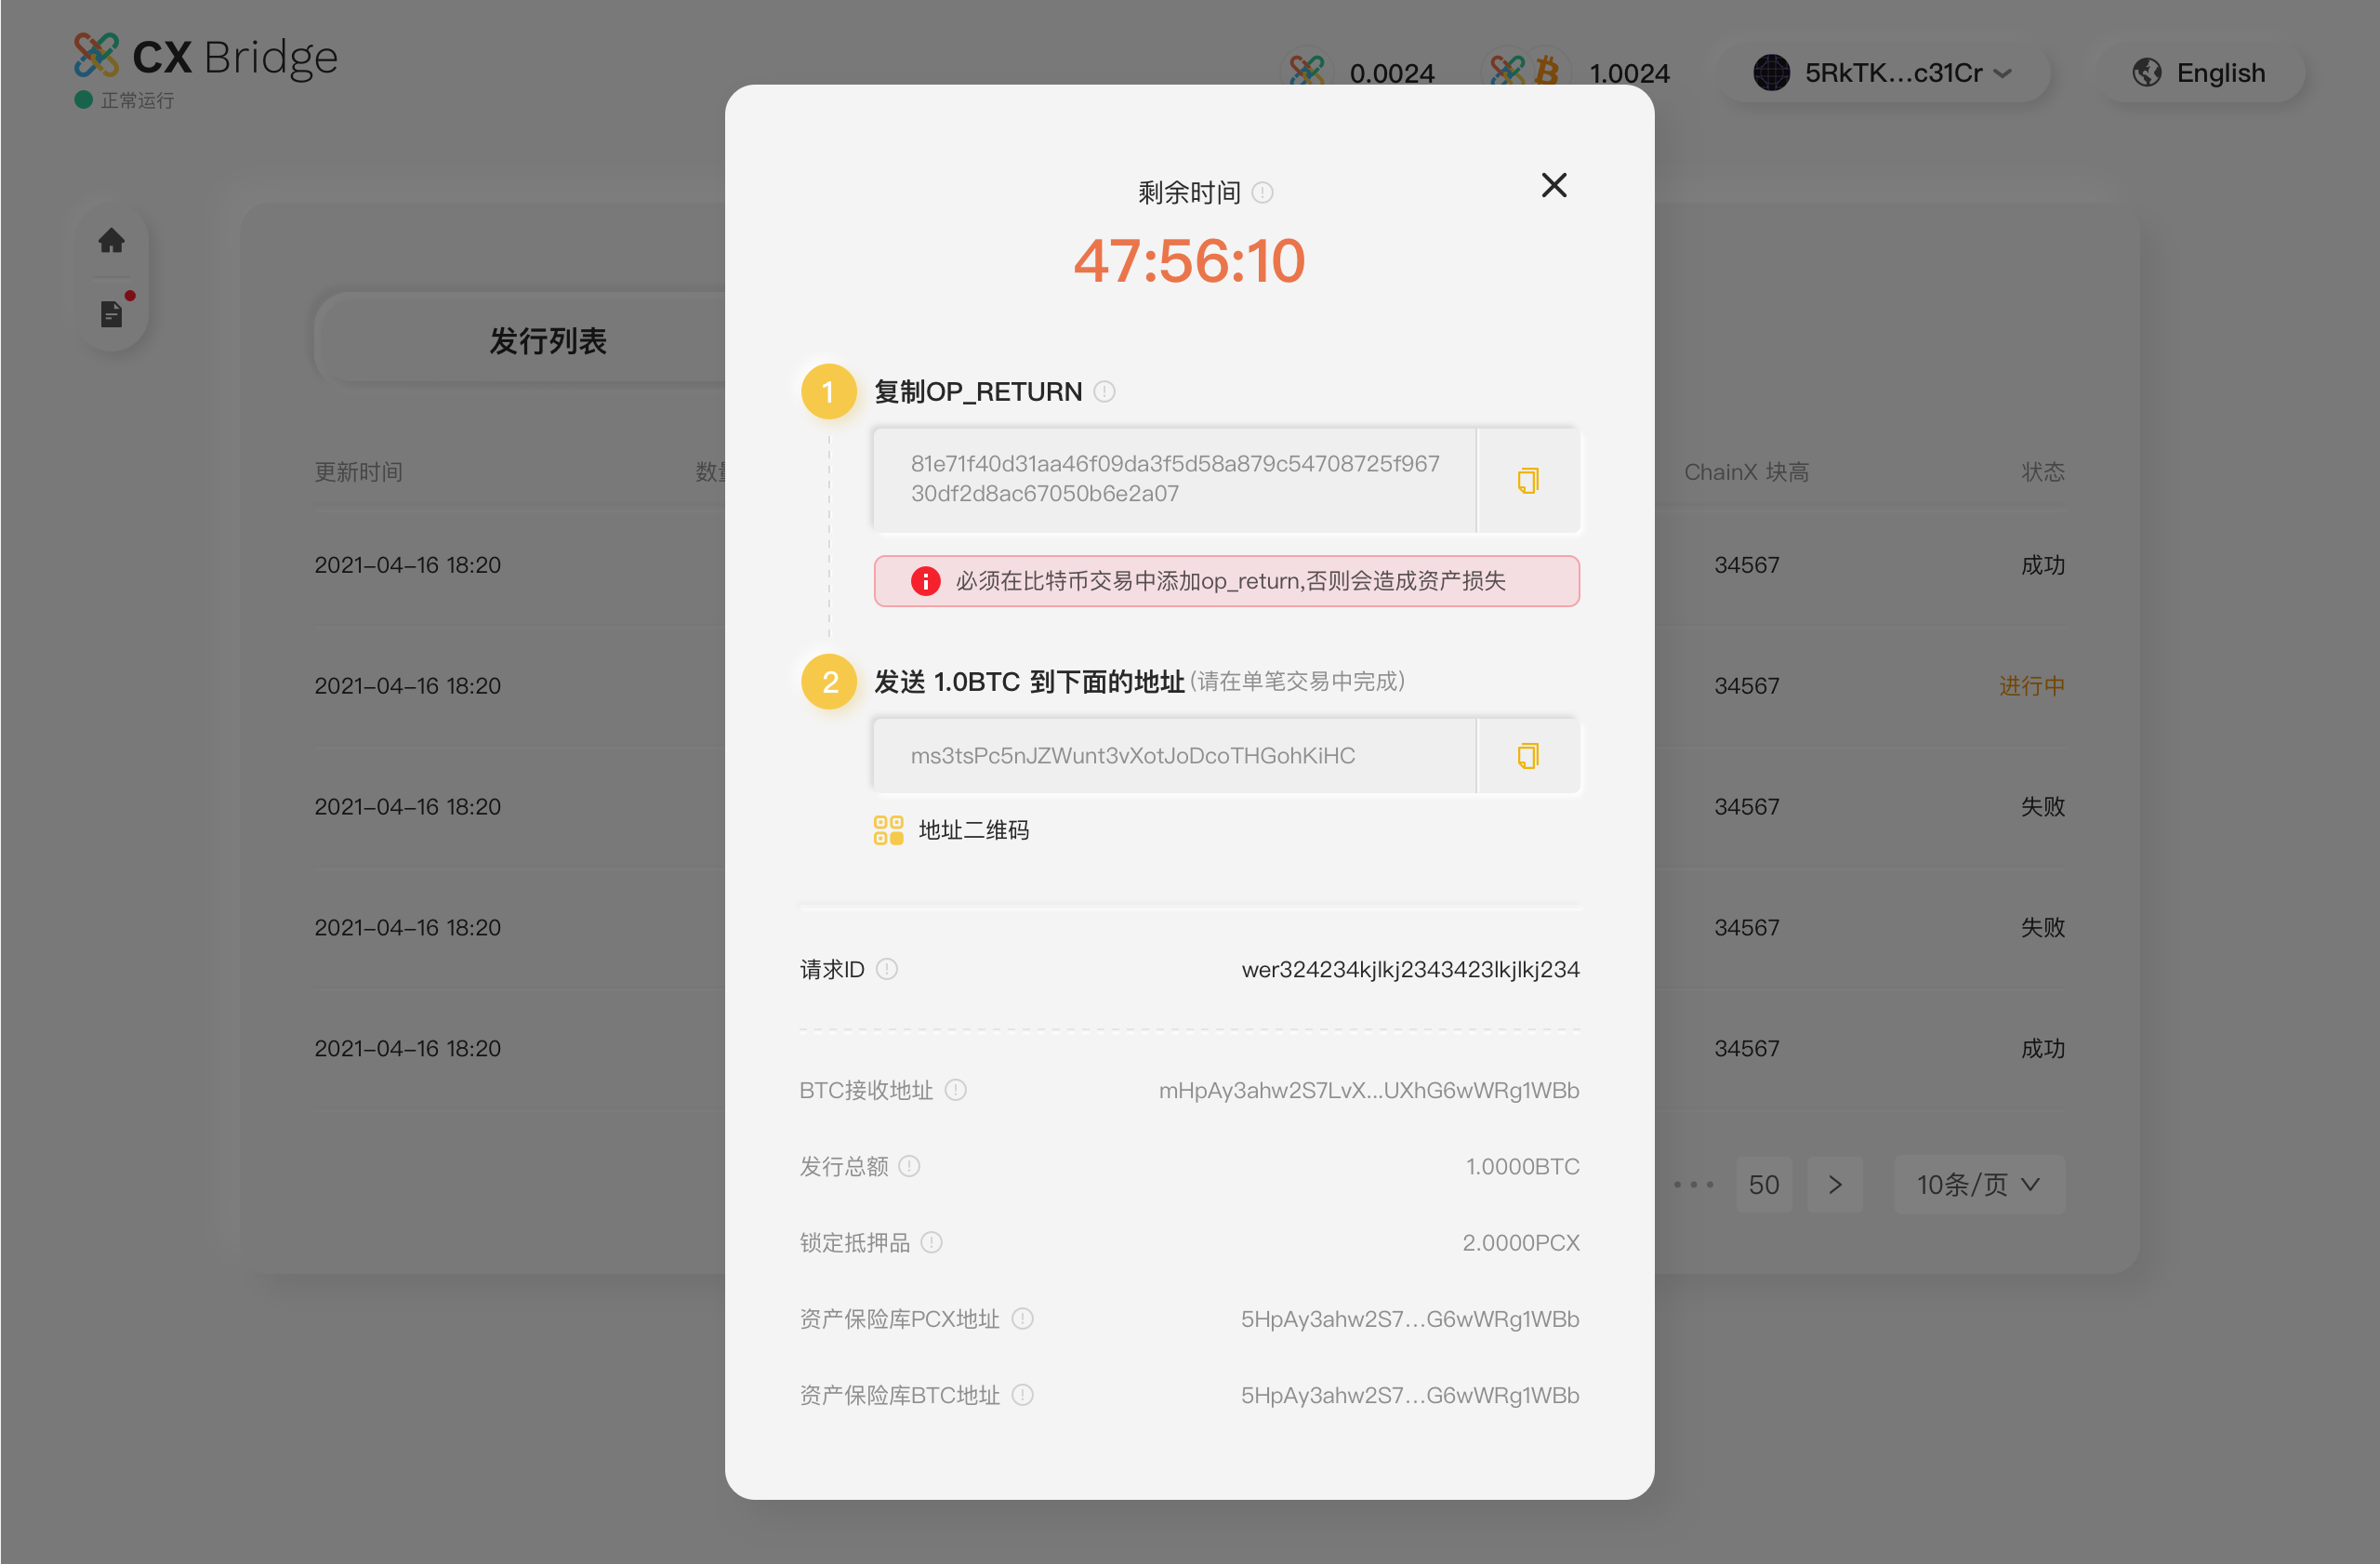 CX Bridge
正常运行
0.0024
1.0024
5RkTK...c31Cr
English
发行列表
更新时间
ChainX 块高
状态
2021-04-16 18:20
34567
成功
2021-04-16 18:20
34567
进行中
2021-04-16 18:20
34567
失败
2021-04-16 18:20
34567
失败
2021-04-16 18:20
34567
成功
50
10条/页
剩余时间
47:56:10
1
复制OP_RETURN
81e71f40d31aa46f09da3f5d58a879c54708725f967
30df2d8ac67050b6e2a07
必须在比特币交易中添加op_return,否则会造成资产损失
2
发送 1.0BTC 到下面的地址(请在单笔交易中完成)
ms3tsPc5nJZWunt3vXotJoDcoTHGohKiHC
地址二维码
请求ID
wer324234kjlkj2343423lkjlkj234
BTC接收地址
mHpAy3ahw2S7LvX...UXhG6wWRg1WBb
发行总额
1.0000BTC
锁定抵押品
2.0000PCX
资产保险库PCX地址
5HpAy3ahw2S7...G6wWRg1WBb
资产保险库BTC地址
5HpAy3ahw2S7...G6wWRg1WBb